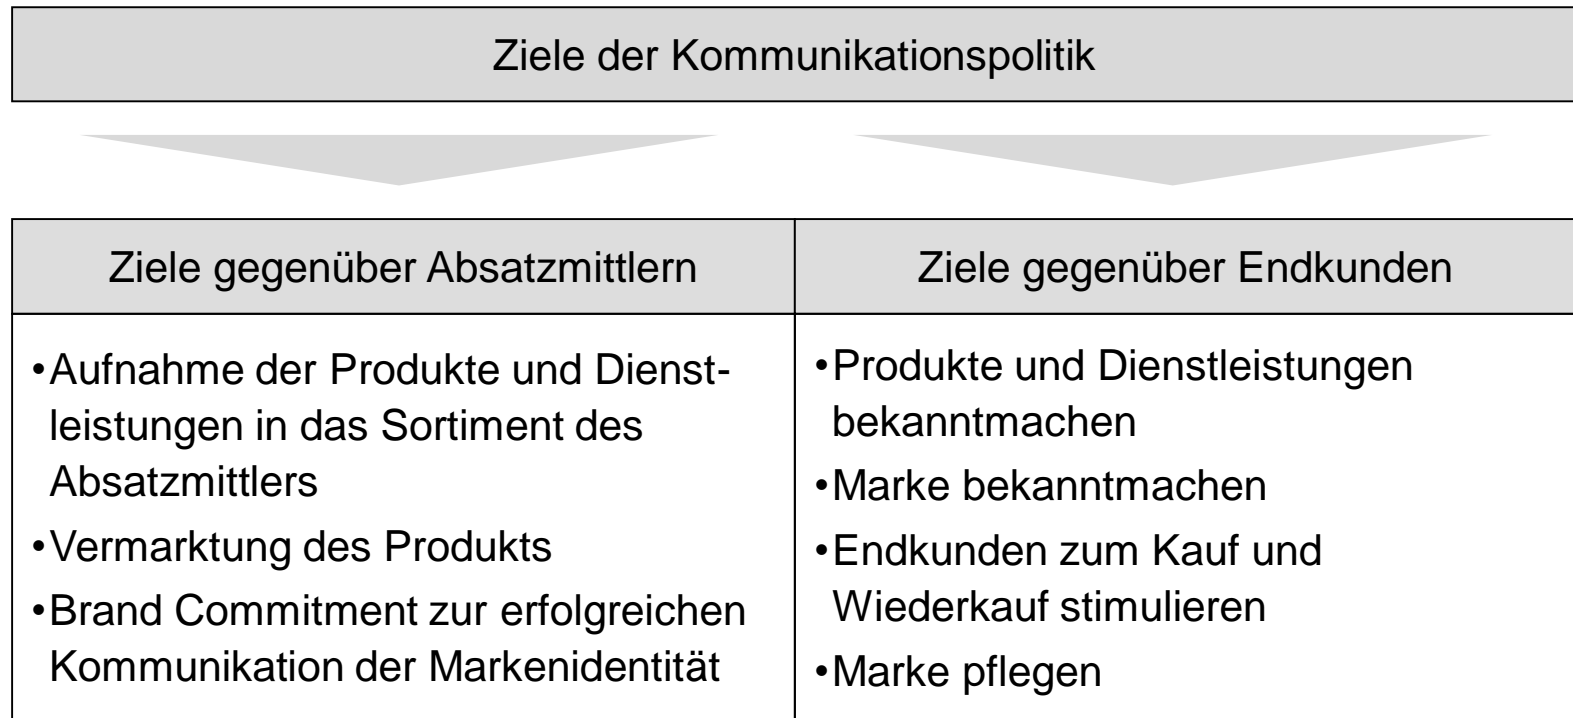 Ziele der Kommunikationspolitik
Ziele gegenüber Absatzmittlern
•Aufnahme der Produkte und Dienst-
leistungen in das Sortiment des
Absatzmittlers
•Vermarktung des Produkts
•Brand Commitment zur erfolgreichen
Kommunikation der Markenidentität
Ziele gegenüber Endkunden
•Produkte und Dienstleistungen
bekanntmachen
•Marke bekanntmachen
•Endkunden zum Kauf und
Wiederkauf stimulieren
•Marke pflegen